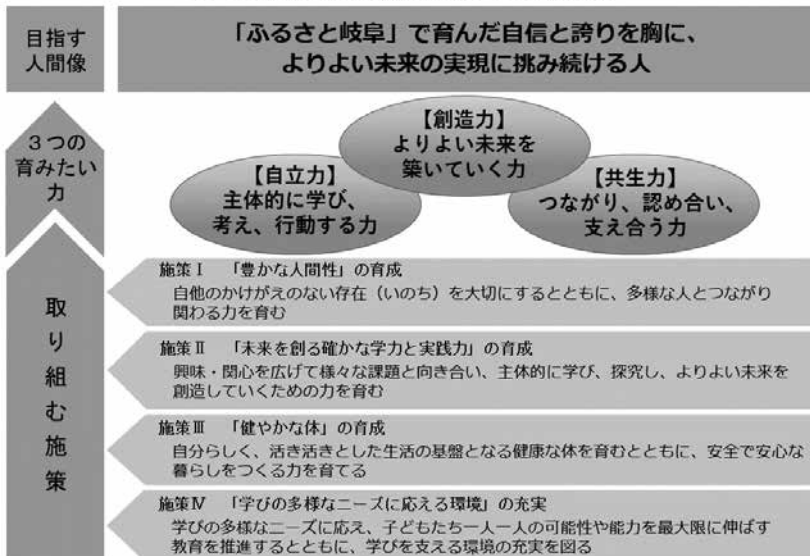 目指す
人間像
「ふるさと岐阜」で育んだ自信と誇りを胸に、
よりよい未来の実現に挑み続ける人
３つの
育みたい
力
【創造力】
よりよい未来を
築いていく力
【自立力】
主体的に学び、
考え、行動する力
【共生力】
つながり、認め合い、
支え合う力
取り組む施策
施策Ⅰ　「豊かな人間性」の育成
自他のかけがえのない存在（いのち）を大切にするとともに、多様な人とつながり
関わる力を育む
施策Ⅱ　「未来を創る確かな学力と実践力」の育成
興味・関心を広げて様々な課題と向き合い、主体的に学び、探究し、よりよい未来を
創造していくための力を育む
施策Ⅲ　「健やかな体」の育成
自分らしく、活き活きとした生活の基盤となる健康な体を育むとともに、安全で安心な
暮らしをつくる力を育てる
施策Ⅳ　「学びの多様なニーズに応える環境」の充実
学びの多様なニーズに応え、子どもたち一人一人の可能性や能力を最大限に伸ばす
教育を推進するとともに、学びを支える環境の充実を図る